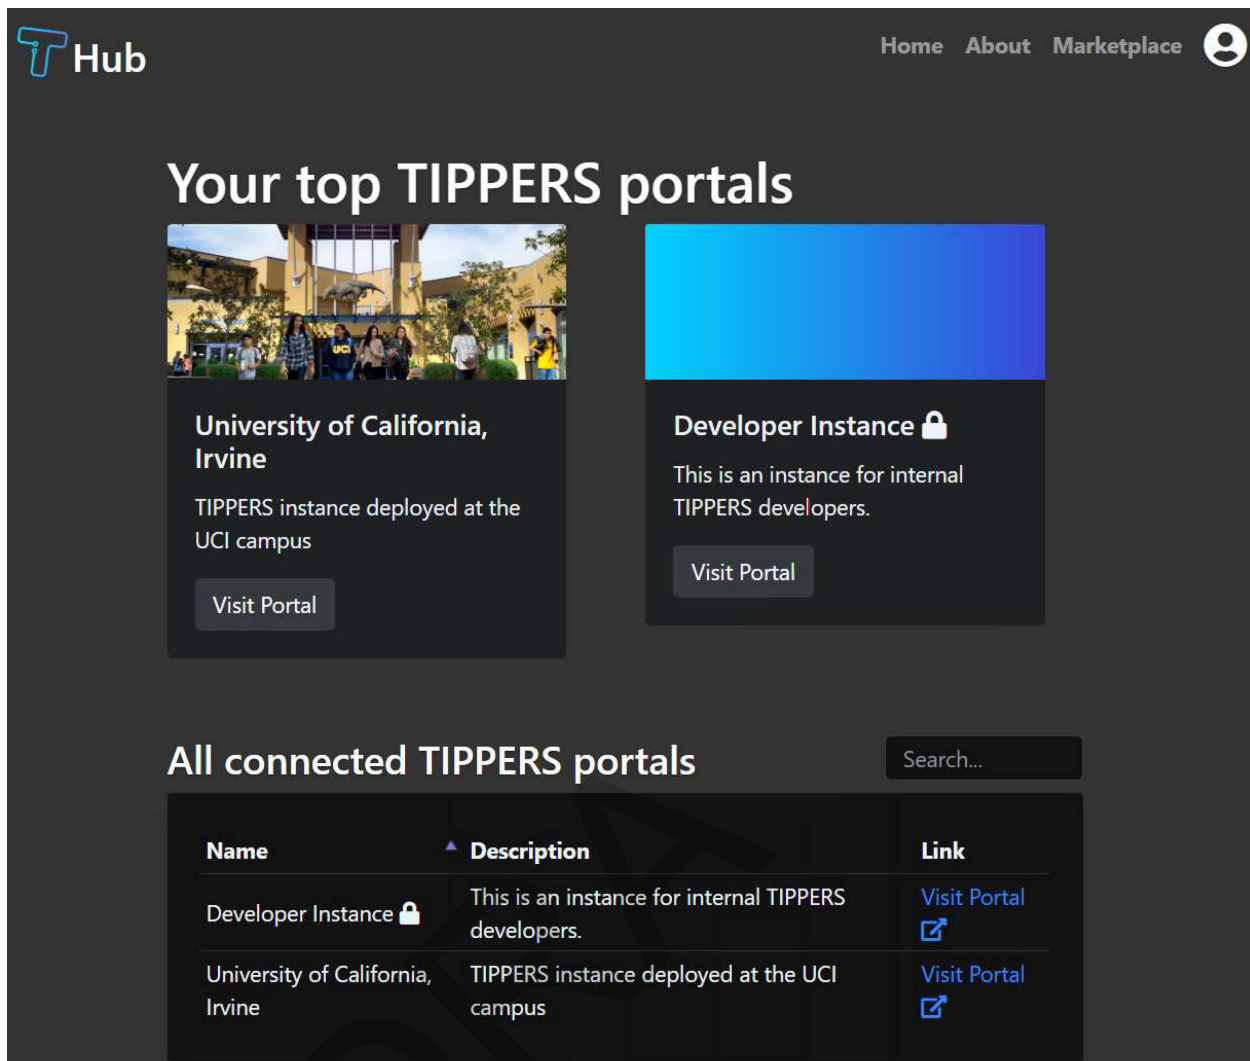 Hub
Home About Marketplace
Your top TIPPERS portals
UCI
University of California,
Irvine
TIPPERS instance deployed at the
UCI campus
Visit Portal
Developer Instance
This is an instance for internal
TIPPERS developers.
Visit Portal
All connected TIPPERS portals
Search...
Name Description Link
Developer Instance
This is an instance for internal TIPPERS
developers.
Visit Portal
University of California,
Irvine
TIPPERS instance deployed at the UCI
campus
Visit Portal